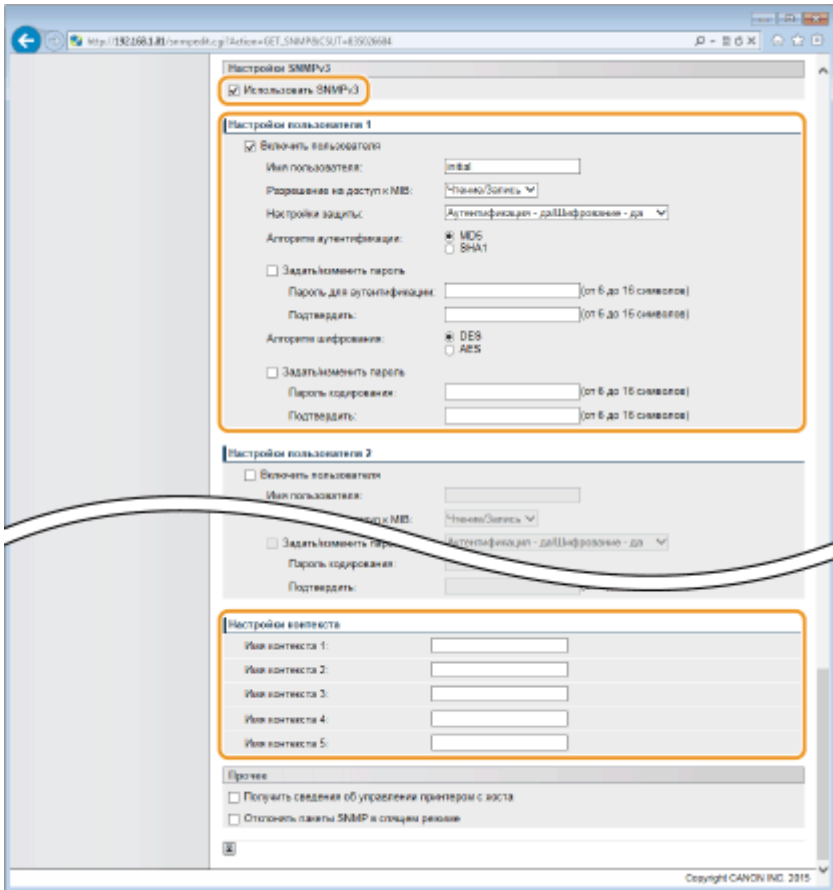 http://192.168.1.81/snmpedit.cgi?Action=GET_SNMP&CSUT=835026684
Настройки SNMPv3
Использовать SNMPv3
Настройки пользователя 1
Включить пользователя
Имя пользователя: initial
Разрешение на доступ к MIB: Чтение/Запись
Настройки защиты: Аутентификация - да/Шифрование - да
Алгоритм аутентификации: MD5
SHA1
Задать/изменить пароль
Пароль для аутентификации: (от 6 до 16 символов)
Подтвердить: (от 6 до 16 символов)
Алгоритм шифрования: DES
AES
Задать/изменить пароль
Пароль кодирования: (от 6 до 16 символов)
Подтвердить: (от 6 до 16 символов)
Настройки пользователя 2
Включить пользователя
Имя пользователя:
к MIB: Чтение/Запись
Задать/изменить Аутентификация - да/Шифрование - да
Пароль кодирования:
Подтвердить:
Настройки контекста
Имя контекста 1:
Имя контекста 2:
Имя контекста 3:
Имя контекста 4:
Имя контекста 5:
Прочее
Получить сведения об управлении принтером с хоста
Отклонять пакеты SNMP в спящем режиме
Copyright CANON INC. 2015